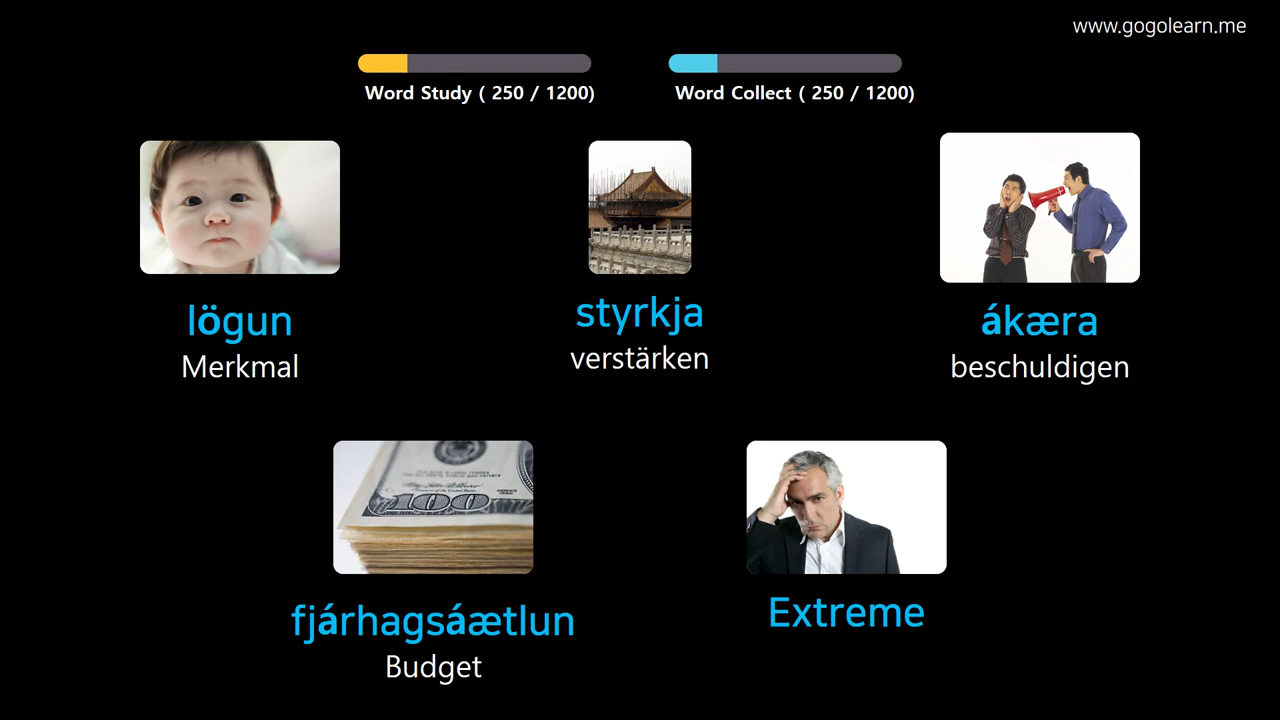 www.gogolearn.me
Word Study ( 250 / 1200)
Word Collect ( 250 / 1200)
lögun
Merkmal
styrkja
verstärken
ákæra
beschuldigen
100
fjárhagsáætlun
Budget
Extreme